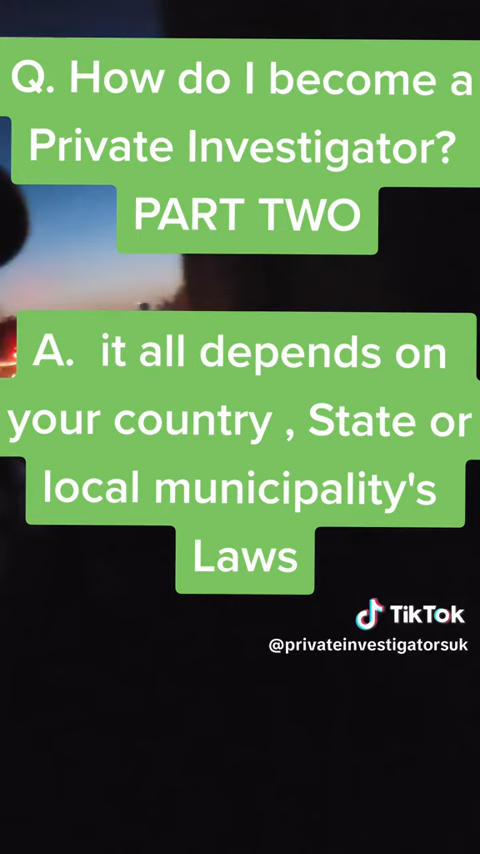 Q. How do I become a
Private Investigator?
PART TWO
A. it all depends on
your country , State or
local municipality's
Laws
TikTok
@privateinvestigatorsuk